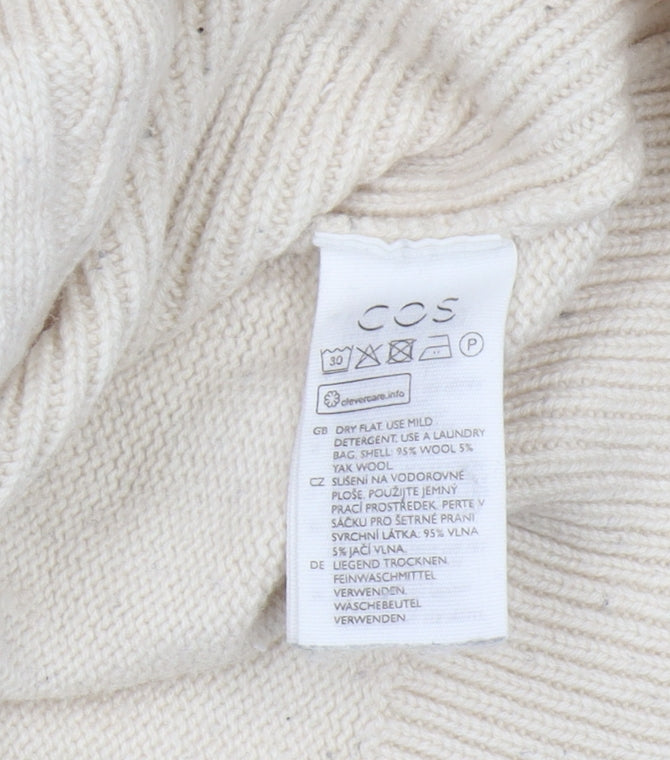 COS
30 P
clevercare.info
GB DRY FLAT. USE MILD
DETERGENT. USE A LAUNDRY
BAG. SHELL: 95% WOOL 5%
YAK WOOL.
CZ SUŠENÍ NA VODOROVNÉ
PLOŠE. POUŽIJTE JEMNÝ
PRACÍ PROSTŘEDEK. PERTE V
SÁČKU PRO ŠETRNÉ PRANÍ
SVRCHNÍ LÁTKA: 95% VLNA
5% JAČÍ VLNA.
DE LIEGEND TROCKNEN.
FEINWASCHMITTEL
VERWENDEN.
WÄSCHEBEUTEL
VERWENDEN.